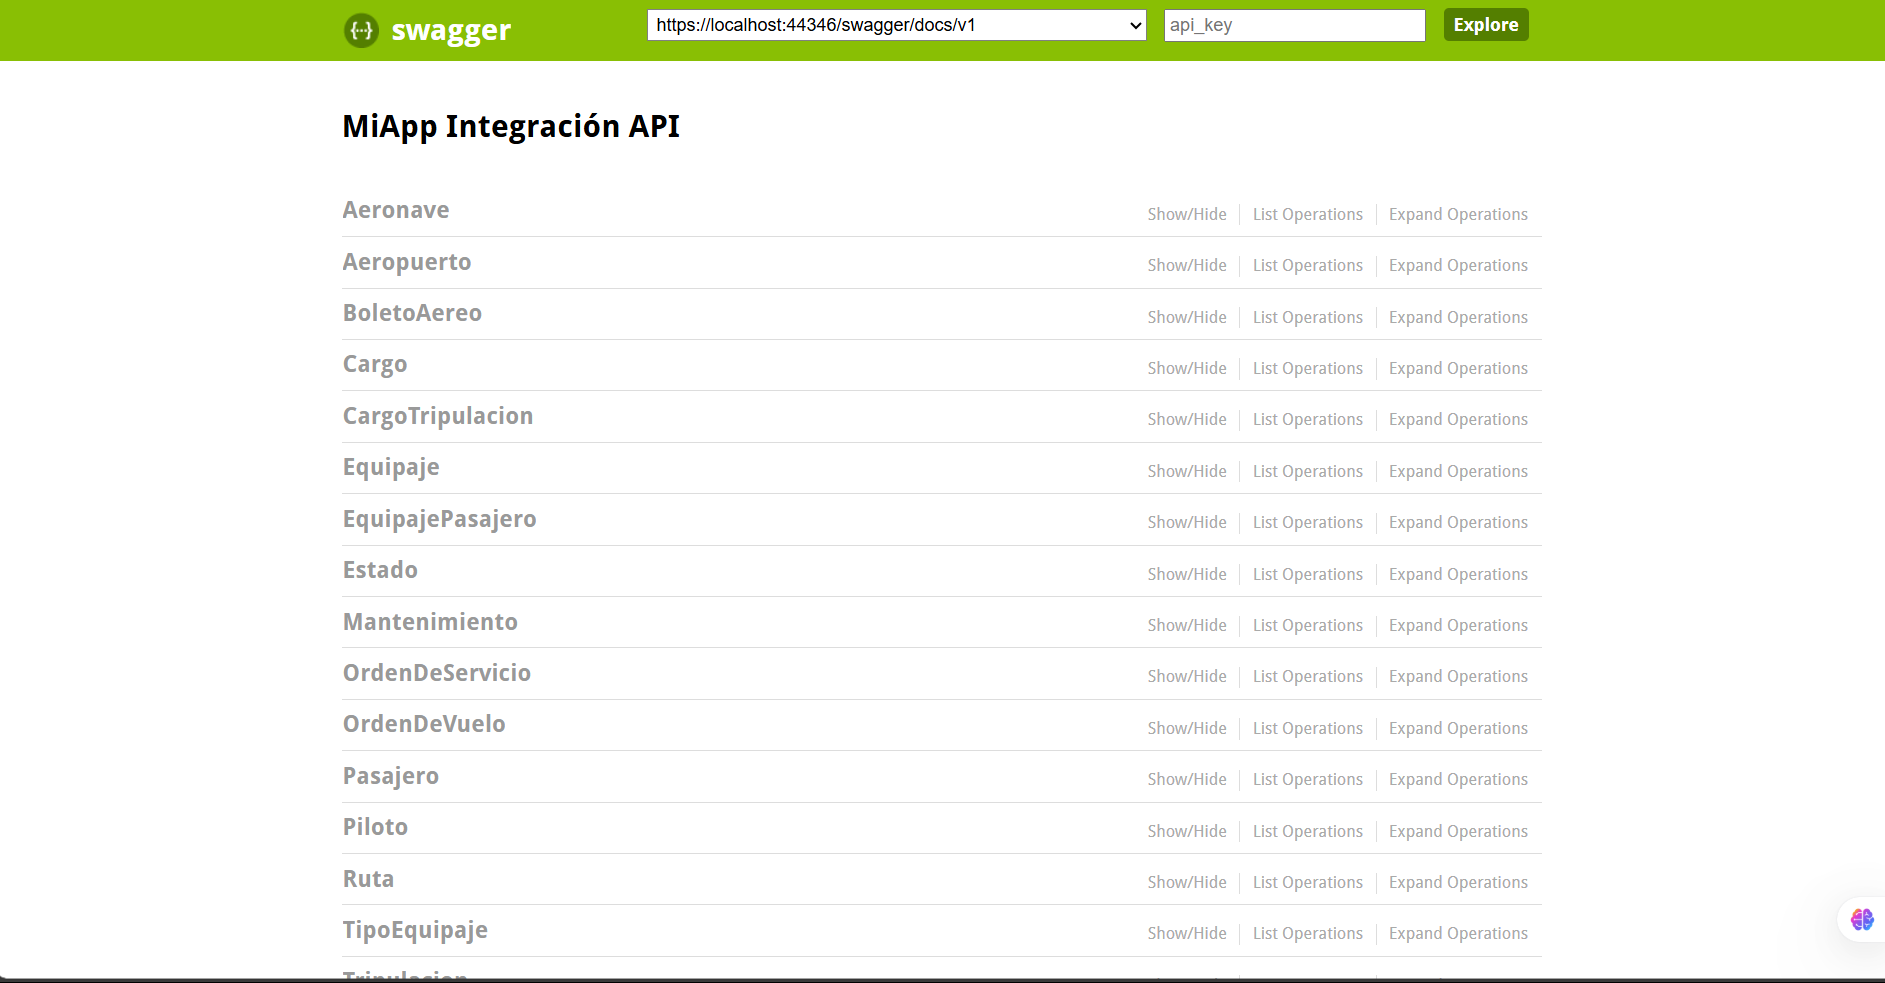 swagger https://localhost:44346/swagger/docs/v1 api_key Explore
MiApp Integración API
Aeronave Show/Hide List Operations Expand Operations
Aeropuerto Show/Hide List Operations Expand Operations
BoletoAereo Show/Hide List Operations Expand Operations
Cargo Show/Hide List Operations Expand Operations
CargoTripulacion Show/Hide List Operations Expand Operations
Equipaje Show/Hide List Operations Expand Operations
EquipajePasajero Show/Hide List Operations Expand Operations
Estado Show/Hide List Operations Expand Operations
Mantenimiento Show/Hide List Operations Expand Operations
OrdenDeServicio Show/Hide List Operations Expand Operations
OrdenDeVuelo Show/Hide List Operations Expand Operations
Pasajero Show/Hide List Operations Expand Operations
Piloto Show/Hide List Operations Expand Operations
Ruta Show/Hide List Operations Expand Operations
TipoEquipaje Show/Hide List Operations Expand Operations
Tripulacion